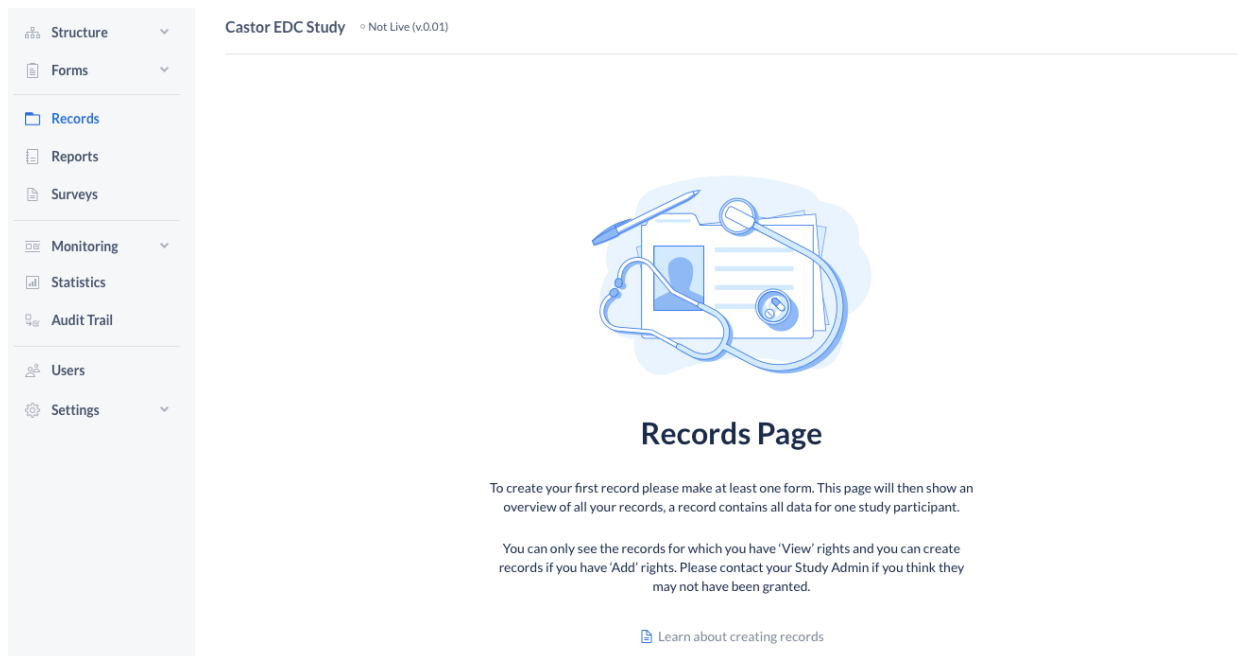 Structure
Forms
Records
Reports
Surveys
Monitoring
Statistics
Audit Trail
Users
Settings
Castor EDC Study
Not Live (v.0.01)
Records Page
To create your first record please make at least one form. This page will then show an
overview of all your records, a record contains all data for one study participant.
You can only see the records for which you have ‘View’ rights and you can create
records if you have ‘Add’ rights. Please contact your Study Admin if you think they
may not have been granted.
Learn about creating records